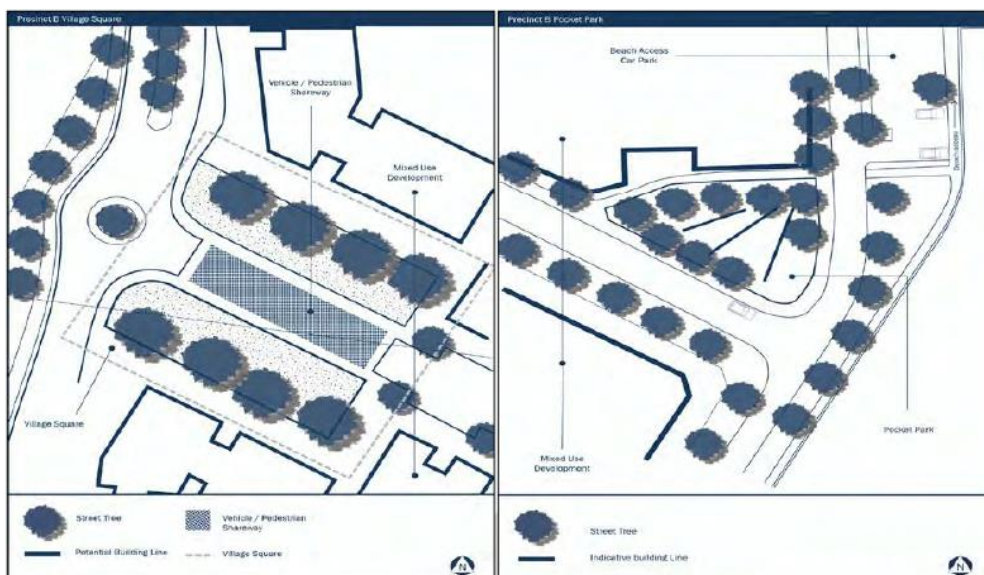 Precinct B Village Square
Vehicle / Pedestrian
Shareway
Mixed Use
Development
Village Square
Street Tree
Vehicle / Pedestrian
Shareway
Potential Building Line
Village Square
N
Precinct B Pocket Park
Beach Access
Car Park
Beach access
Pocket Park
Mixed Use
Development
Street Tree
Indicative building Line
N